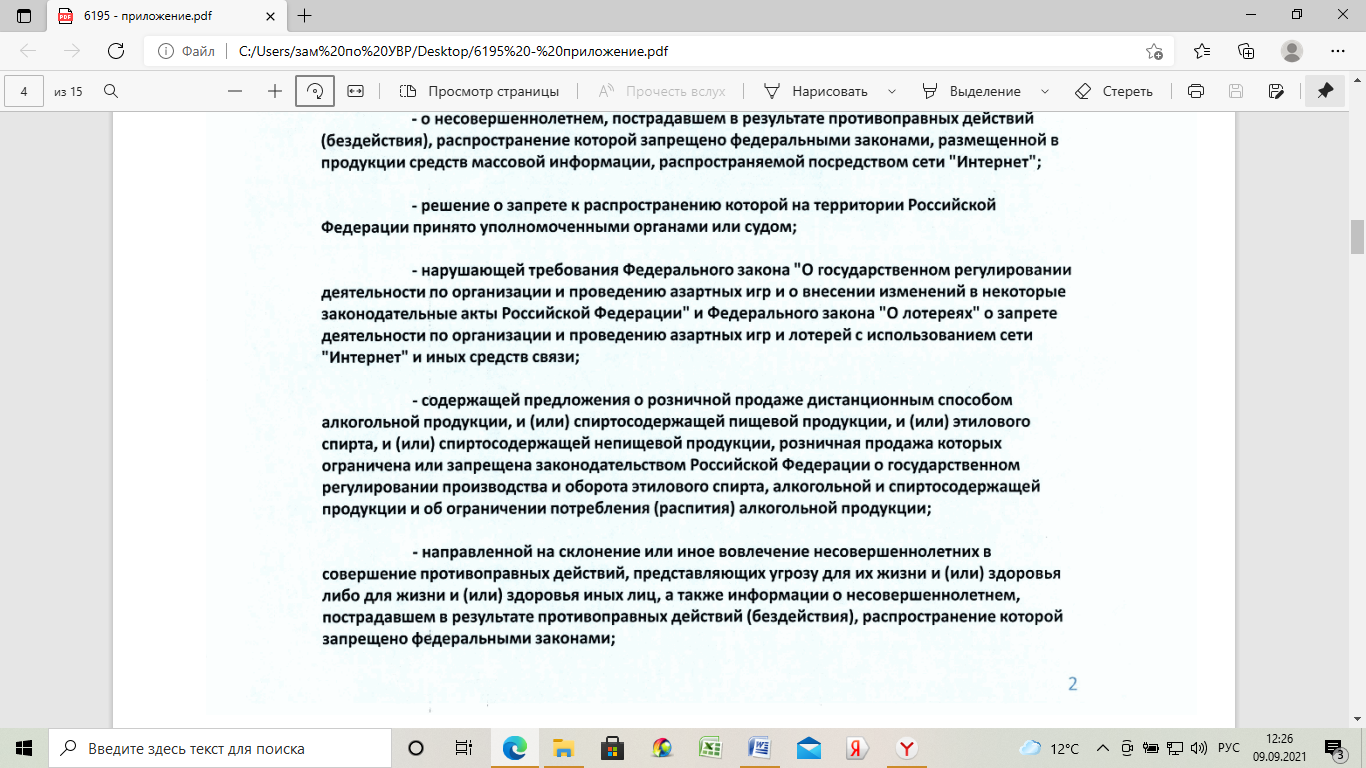 6195 - приложение.pdf
Файл
C:/Users/зам%20по%20УВР/Desktop/6195%20-%20приложение.pdf
4 из 15
Просмотр страницы
Прочесть вслух
Нарисовать
Выделение
Стереть
- о несовершеннолетнем, пострадавшем в результате противоправных действий
(бездействия), распространение которой запрещено федеральными законами, размещенной в
продукции средств массовой информации, распространяемой посредством сети "Интернет";
- решение о запрете к распространению которой на территории Российской
Федерации принято уполномоченными органами или судом;
- нарушающей требования Федерального закона "О государственном регулировании
деятельности по организации и проведению азартных игр и о внесении изменений в некоторые
законодательные акты Российской Федерации" и Федерального закона "О лотереях" о запрете
деятельности по организации и проведению азартных игр и лотерей с использованием сети
"Интернет" и иных средств связи;
- содержащей предложения о розничной продаже дистанционным способом
алкогольной продукции, и (или) спиртосодержащей пищевой продукции, и (или) этилового
спирта, и (или) спиртосодержащей непищевой продукции, розничная продажа которых
ограничена или запрещена законодательством Российской Федерации о государственном
регулировании производства и оборота этилового спирта, алкогольной и спиртосодержащей
продукции и об ограничении потребления (распития) алкогольной продукции;
- направленной на склонение или иное вовлечение несовершеннолетних в
совершение противоправных действий, представляющих угрозу для их жизни и (или) здоровья
либо для жизни и (или) здоровья иных лиц, а также информации о несовершеннолетнем,
пострадавшем в результате противоправных действий (бездействия), распространение которой
запрещено федеральными законами;
2
Введите здесь текст для поиска
12°C
РУС
12:26
09.09.2021
3